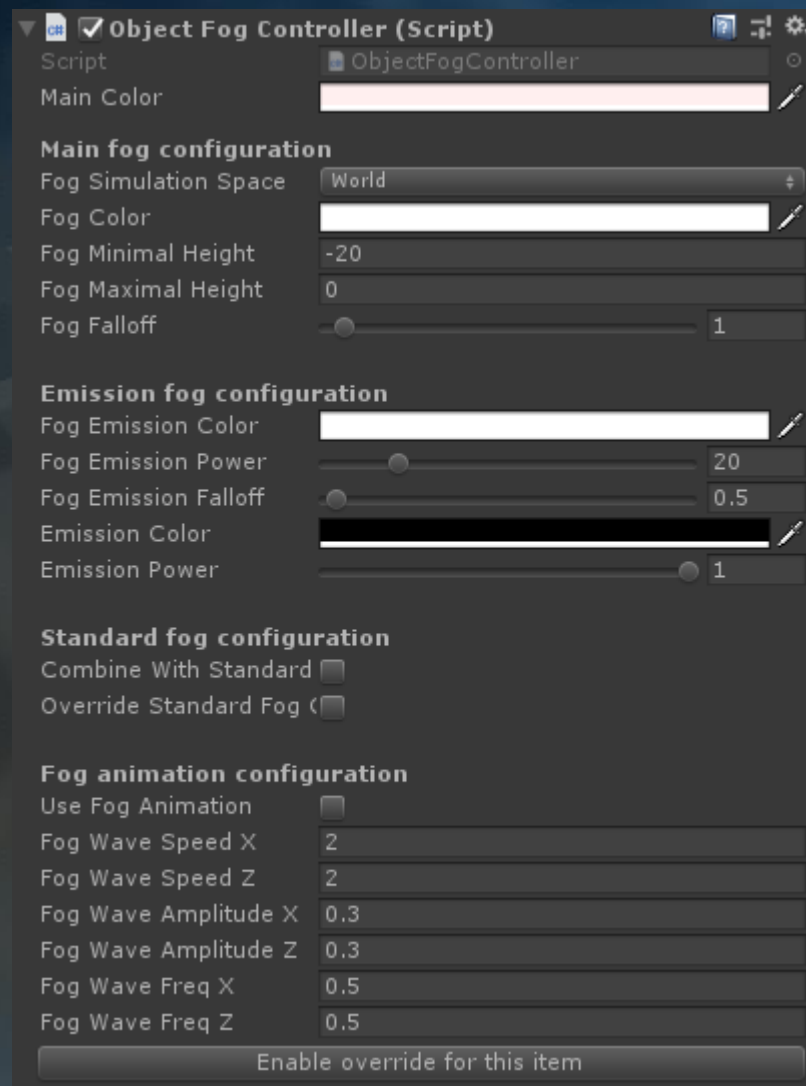 Object Fog Controller (Script)
Script ObjectFogController
Main Color
Main fog configuration
Fog Simulation Space World
Fog Color
Fog Minimal Height -20
Fog Maximal Height 0
Fog Falloff 1
Emission fog configuration
Fog Emission Color
Fog Emission Power 20
Fog Emission Falloff 0.5
Emission Color
Emission Power 1
Standard fog configuration
Combine With Standard
Override Standard Fog (
Fog animation configuration
Use Fog Animation
Fog Wave Speed X 2
Fog Wave Speed Z 2
Fog Wave Amplitude X 0.3
Fog Wave Amplitude Z 0.3
Fog Wave Freq X 0.5
Fog Wave Freq Z 0.5
Enable override for this item